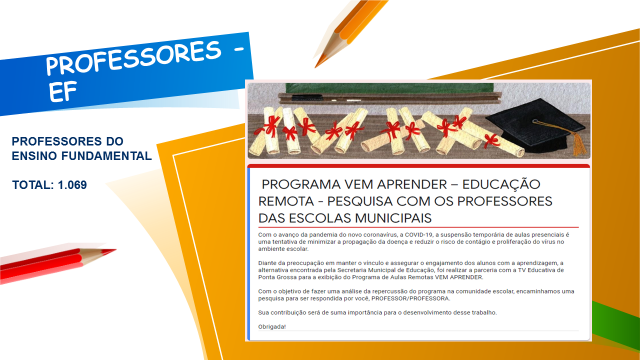 PROFESSORES -
EF
PROFESSORES DO
ENSINO FUNDAMENTAL
TOTAL: 1.069
PROGRAMA VEM APRENDER – EDUCAÇÃO
REMOTA - PESQUISA COM OS PROFESSORES
DAS ESCOLAS MUNICIPAIS
Com o avanço da pandemia do novo coronavírus, a COVID-19, a suspensão temporária de aulas presenciais é
uma tentativa de minimizar a propagação da doença e reduzir o risco de contágio e proliferação do vírus no
ambiente escolar.
Diante da preocupação em manter o vínculo e assegurar o engajamento dos alunos com a aprendizagem, a
alternativa encontrada pela Secretaria Municipal de Educação, foi realizar a parceria com a TV Educativa de
Ponta Grossa para a exibição do Programa de Aulas Remotas VEM APRENDER.
Com o objetivo de fazer uma análise da repercussão do programa na comunidade escolar, encaminhamos uma
pesquisa para ser respondida por você, PROFESSOR/PROFESSORA.
Sua contribuição será de suma importância para o desenvolvimento desse trabalho.
Obrigada!